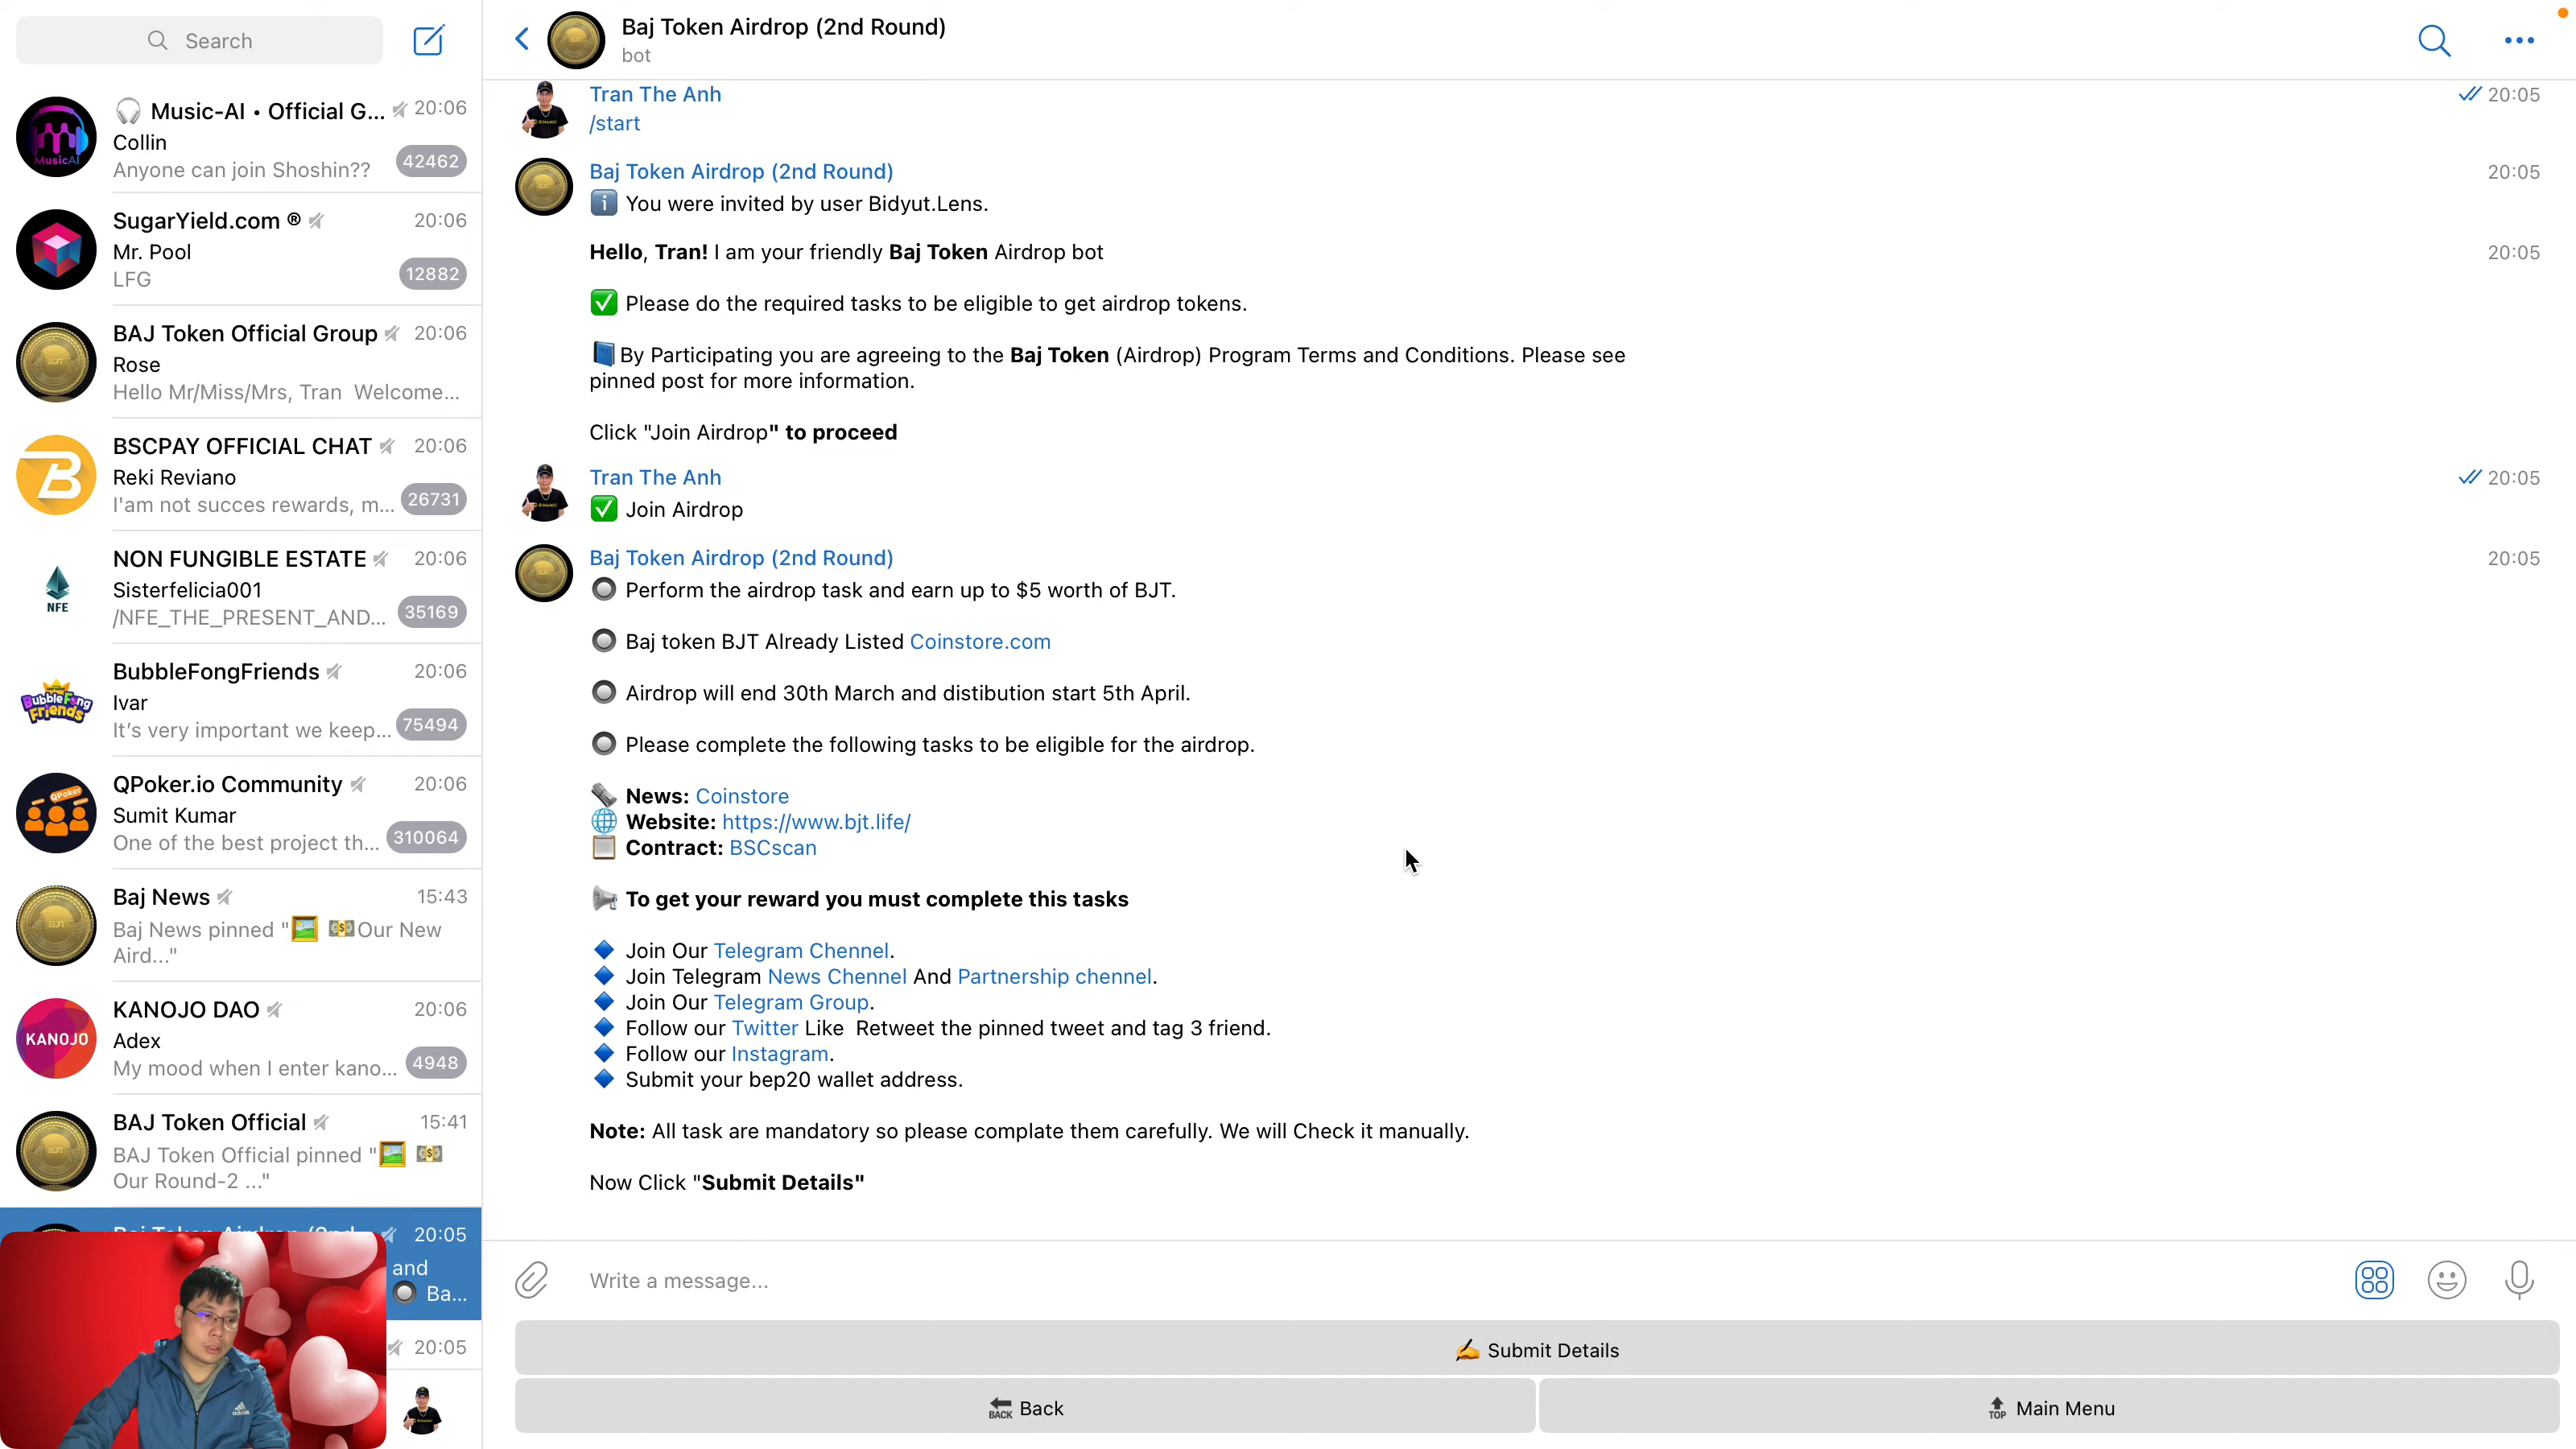 Search
🎧 Music-AI • Official G... 20:06
Collin
Anyone can join Shoshin?? 42462
MusicAI
SugarYield.com ® 20:06
Mr. Pool
LFG 12882
BAJ Token Official Group 20:06
Rose
Hello Mr/Miss/Mrs, Tran Welcome...
BSCPAY OFFICIAL CHAT 20:06
Reki Reviano
I'am not succes rewards, m... 26731
NON FUNGIBLE ESTATE 20:06
Sisterfelicia001
/NFE_THE_PRESENT_AND... 35169
NFE
BubbleFongFriends 20:06
Ivar
It's very important we keep... 75494
Bubble Fong
Friends
QPoker.io Community 20:06
Sumit Kumar
One of the best project th... 310064
QPoker
Baj News 15:43
Baj News pinned "🖼 💵Our New
Aird..."
KANOJO DAO 20:06
Adex
My mood when I enter kano... 4948
KANOJO
BAJ Token Official 15:41
BAJ Token Official pinned "🖼 💵
Our Round-2 ..."
20:05
and
🔘 Ba...
20:05
Baj Token Airdrop (2nd Round)
bot
Tran The Anh 20:05
/start
Baj Token Airdrop (2nd Round) 20:05
ℹ️ You were invited by user Bidyut.Lens.
Hello, Tran! I am your friendly Baj Token Airdrop bot 20:05
✅ Please do the required tasks to be eligible to get airdrop tokens.
📘By Participating you are agreeing to the Baj Token (Airdrop) Program Terms and Conditions. Please see
pinned post for more information.
Click "Join Airdrop" to proceed
Tran The Anh 20:05
✅ Join Airdrop
Baj Token Airdrop (2nd Round) 20:05
🔘 Perform the airdrop task and earn up to $5 worth of BJT.
🔘 Baj token BJT Already Listed Coinstore.com
🔘 Airdrop will end 30th March and distibution start 5th April.
🔘 Please complete the following tasks to be eligible for the airdrop.
🗞 News: Coinstore
🌐 Website: https://www.bjt.life/
📋 Contract: BSCscan
📢 To get your reward you must complete this tasks
🔹 Join Our Telegram Chennel.
🔹 Join Telegram News Chennel And Partnership chennel.
🔹 Join Our Telegram Group.
🔹 Follow our Twitter Like Retweet the pinned tweet and tag 3 friend.
🔹 Follow our Instagram.
🔹 Submit your bep20 wallet address.
Note: All task are mandatory so please complate them carefully. We will Check it manually.
Now Click "Submit Details"
Write a message...
✍️ Submit Details
🔙 Back
🔝 Main Menu